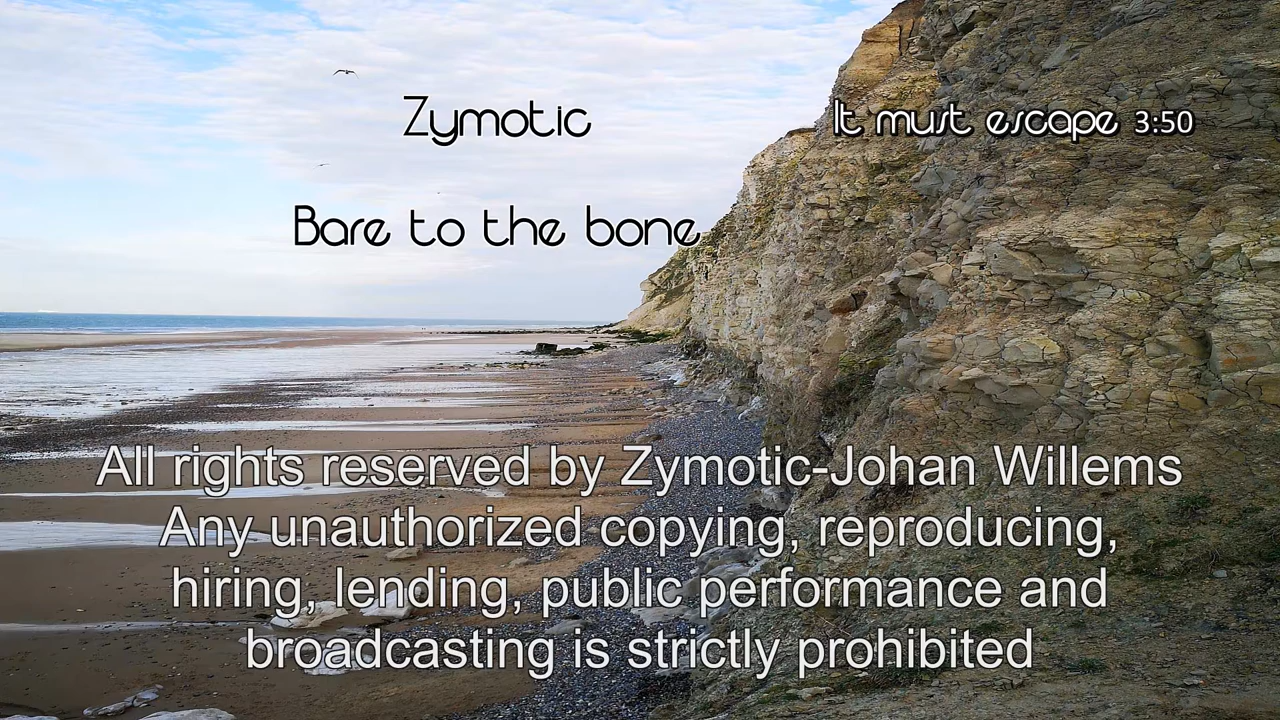 Zymotic
It must escape 3:50
Bare to the bone
All rights reserved by Zymotic-Johan Willems
Any unauthorized copying, reproducing,
hiring, lending, public performance and
broadcasting is strictly prohibited